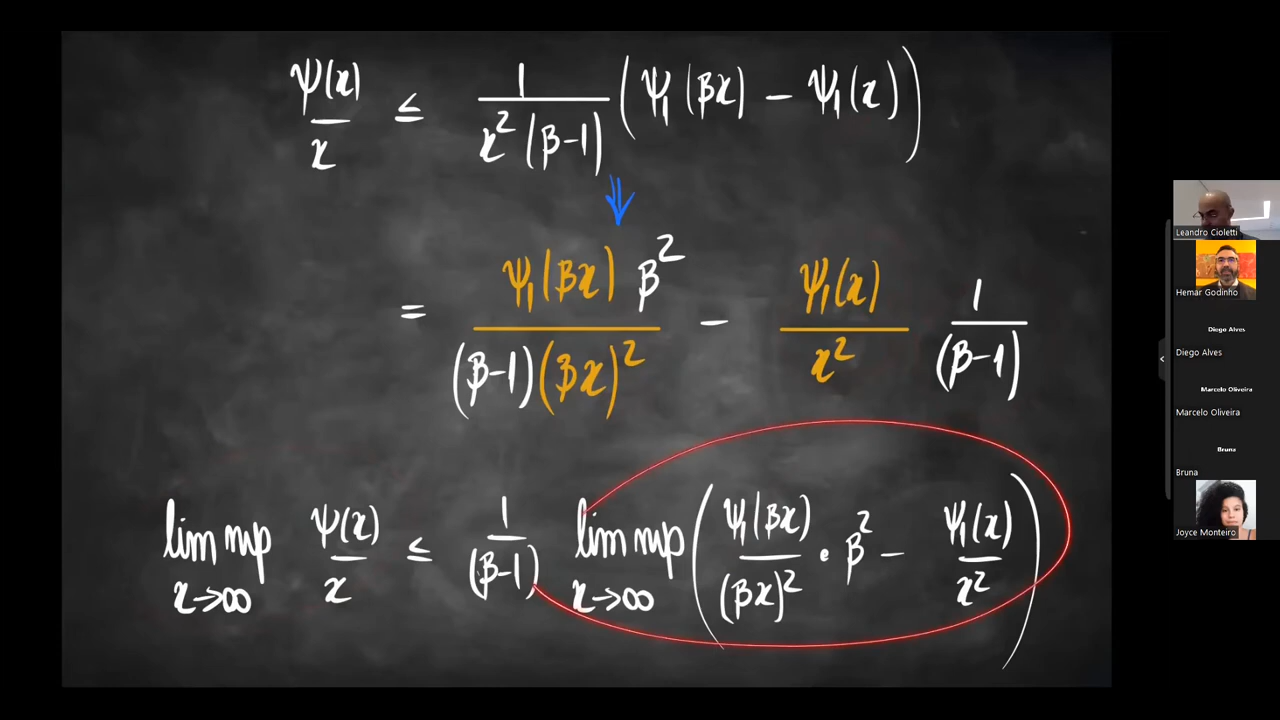 ψ(x)/x ≤ 1/(x²(β-1)) (ψ₁(βx) - ψ₁(x))
⇓
= ψ₁(βx) β²/((β-1)(βx)²) - ψ₁(x)/x² 1/(β-1)
lim sup x→∞ ψ(x)/x ≤ 1/(β-1) lim sup x→∞ (ψ₁(βx)/(βx)² • β² - ψ₁(x)/x²)
Leandro Cioletti
Hemar Godinho
Diego Alves
Diego Alves
Marcelo Oliveira
Marcelo Oliveira
Bruna
Bruna
Joyce Monteiro